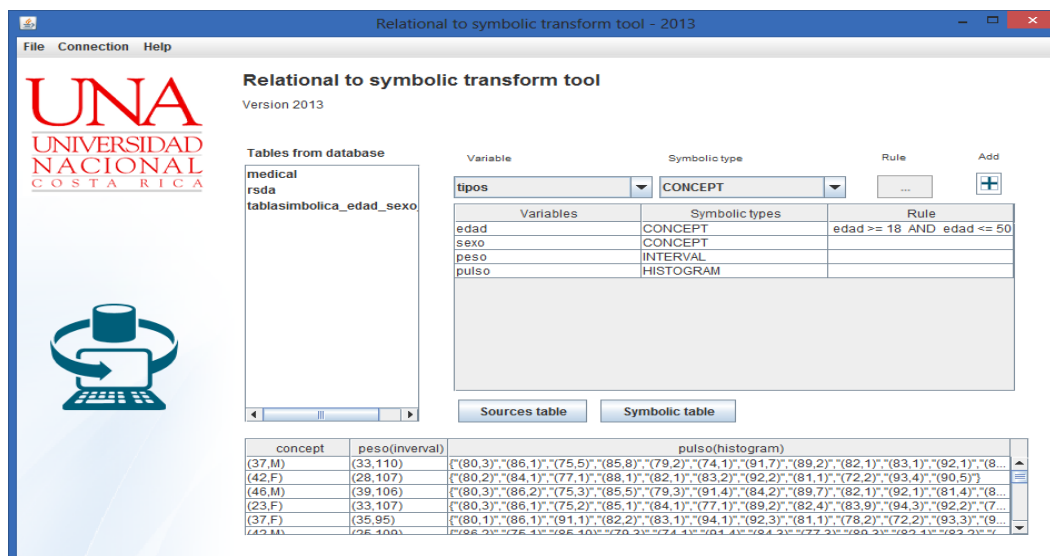 Relational to symbolic transform tool - 2013
File Connection Help
UNA
UNIVERSIDAD
NACIONAL
COSTA RICA
Relational to symbolic transform tool
Version 2013
Tables from database
medical
rsda
tablasimbolica_edad_sexo
Variable Symbolic type Rule Add
tipos CONCEPT ...
Variables Symbolic types Rule
edad CONCEPT edad >= 18 AND edad <= 50
sexo CONCEPT
peso INTERVAL
pulso HISTOGRAM
Sources table Symbolic table
concept peso(inverval) pulso(histogram)
(37,M) (33,110) {"(80,3)","(86,1)","(75,5)","(85,8)","(79,2)","(74,1)","(91,7)","(89,2)","(82,1)","(83,1)","(92,1)","(8...
(42,F) (28,107) {"(80,2)","(84,1)","(77,1)","(88,1)","(82,1)","(83,2)","(92,2)","(81,1)","(72,2)","(93,4)","(90,5)"}
(46,M) (39,106) {"(80,3)","(86,2)","(75,3)","(85,5)","(79,3)","(91,4)","(84,2)","(89,7)","(82,1)","(92,1)","(81,4)","(8...
(23,F) (33,107) {"(80,3)","(86,1)","(75,2)","(85,1)","(84,1)","(77,1)","(89,2)","(82,4)","(83,9)","(94,3)","(92,2)","(7...
(37,F) (35,95) {"(80,1)","(86,1)","(91,1)","(82,2)","(83,1)","(94,1)","(92,3)","(81,1)","(78,2)","(72,2)","(93,3)","(9...